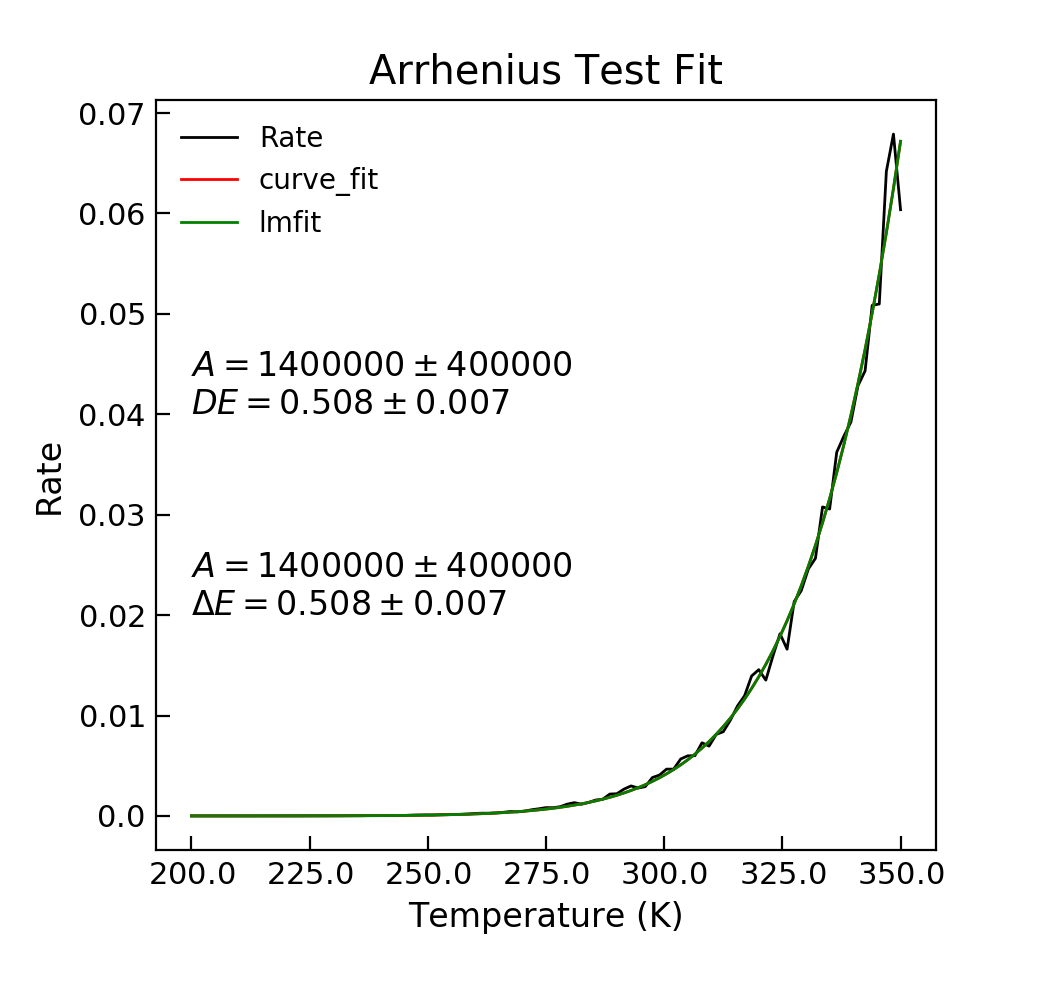 Arrhenius Test Fit
0.07
0.06
0.05
0.04
0.03
0.02
0.01
0.0
Rate
Rate
curve_fit
lmfit
A = 1400000 ± 400000
DE = 0.508 ± 0.007
A = 1400000 ± 400000
ΔE = 0.508 ± 0.007
200.0 225.0 250.0 275.0 300.0 325.0 350.0
Temperature (K)